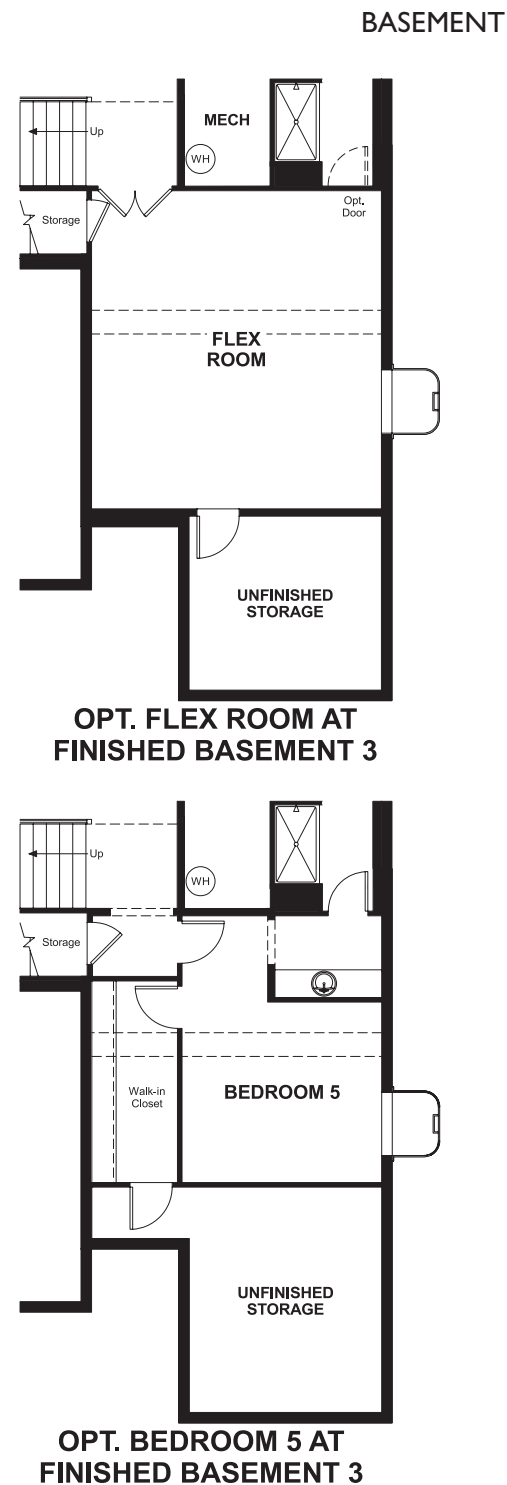 BASEMENT
MECH
Up
WH
Storage
Opt.
Door
FLEX
ROOM
UNFINISHED
STORAGE
OPT. FLEX ROOM AT
FINISHED BASEMENT 3
Up
WH
Storage
Walk-in
Closet
BEDROOM 5
UNFINISHED
STORAGE
OPT. BEDROOM 5 AT
FINISHED BASEMENT 3